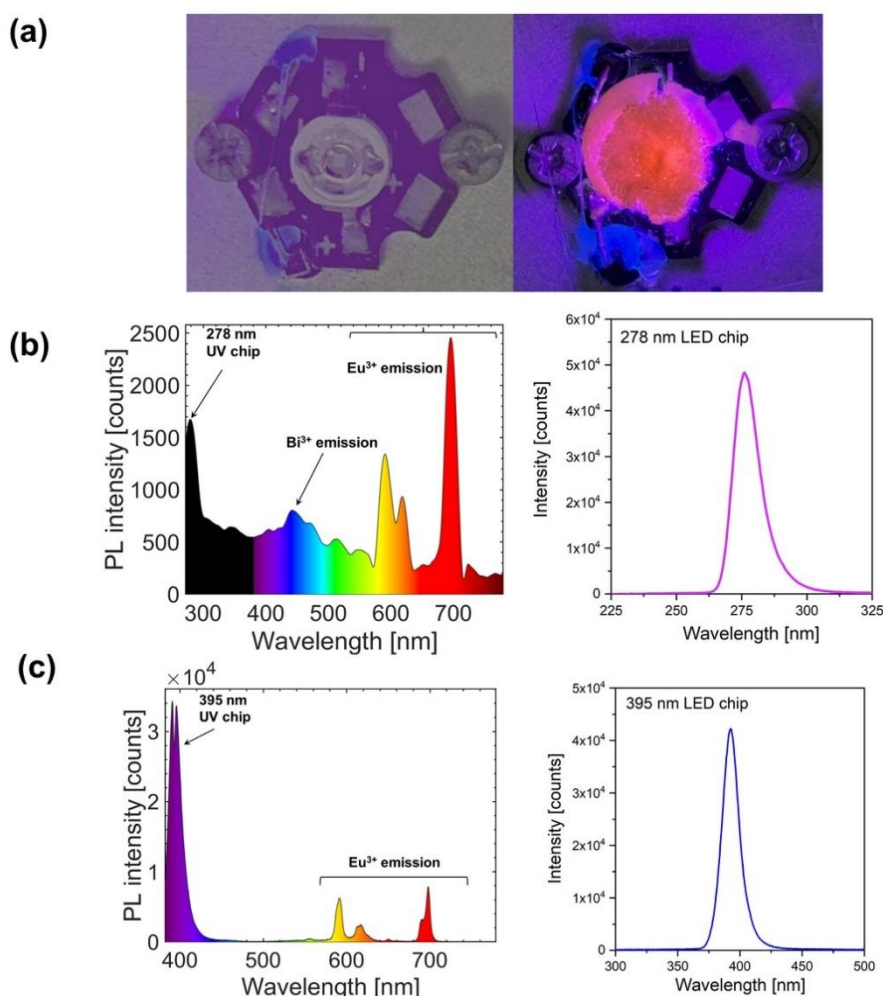 (a)
(b)
PL intensity [counts]
2500
2000
1500
1000
500
0
278 nm
UV chip
Bi³⁺ emission
Eu³⁺ emission
300 400 500 600 700
Wavelength [nm]
Intensity [counts]
6x10⁴
5x10⁴
4x10⁴
3x10⁴
2x10⁴
1x10⁴
0
278 nm LED chip
225 250 275 300 325
Wavelength [nm]
(c)
PL intensity [counts]
×10⁴
3
2
1
0
395 nm
UV chip
Eu³⁺ emission
400 500 600 700
Wavelength [nm]
Intensity [counts]
5x10⁴
4x10⁴
3x10⁴
2x10⁴
1x10⁴
0
395 nm LED chip
300 350 400 450 500
Wavelength [nm]